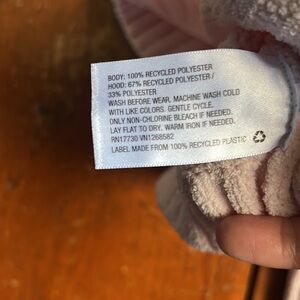 BODY: 100% RECYCLED POLYESTER
HOOD: 67% RECYCLED POLYESTER /
33% POLYESTER
WASH BEFORE WEAR. MACHINE WASH COLD
WITH LIKE COLORS. GENTLE CYCLE.
ONLY NON-CHLORINE BLEACH IF NEEDED.
LAY FLAT TO DRY. WARM IRON IF NEEDED.
RN17730 VN1268582
LABEL MADE FROM 100% RECYCLED PLASTIC